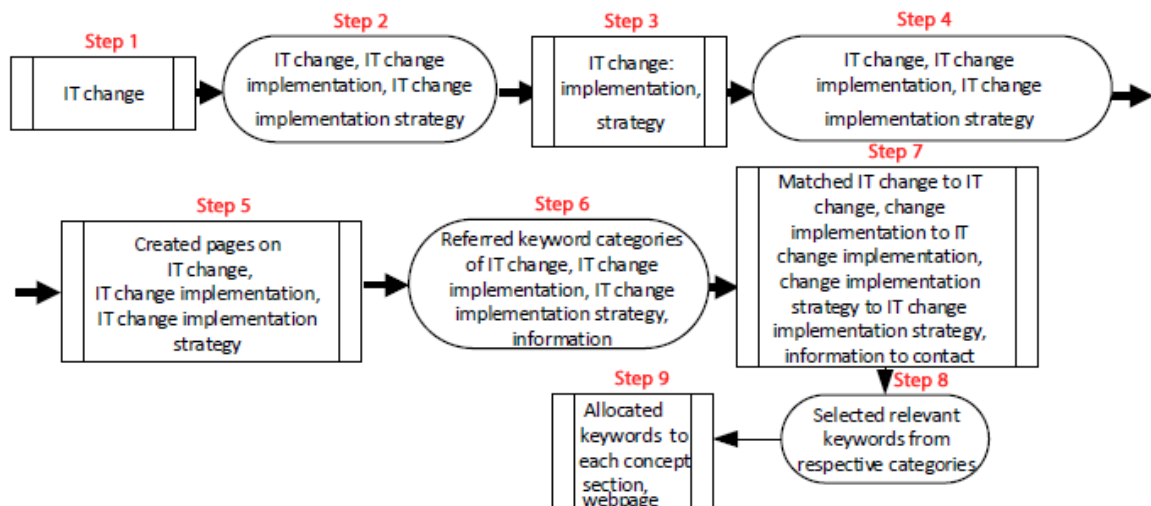 Step 1
IT change
Step 2
IT change, IT change
implementation, IT change
implementation strategy
Step 3
IT change:
implementation,
strategy
Step 4
IT change, IT change
implementation, IT change
implementation strategy
Step 5
Created pages on
IT change,
IT change implementation,
IT change implementation
strategy
Step 6
Referred keyword categories
of IT change, IT change
implementation, IT change
implementation strategy,
information
Step 7
Matched IT change to IT
change, change
implementation to IT
change implementation,
change implementation
strategy to IT change
implementation strategy,
information to contact
Step 8
Selected relevant
keywords from
respective categories
Step 9
Allocated
keywords to
each concept
section,
webpage